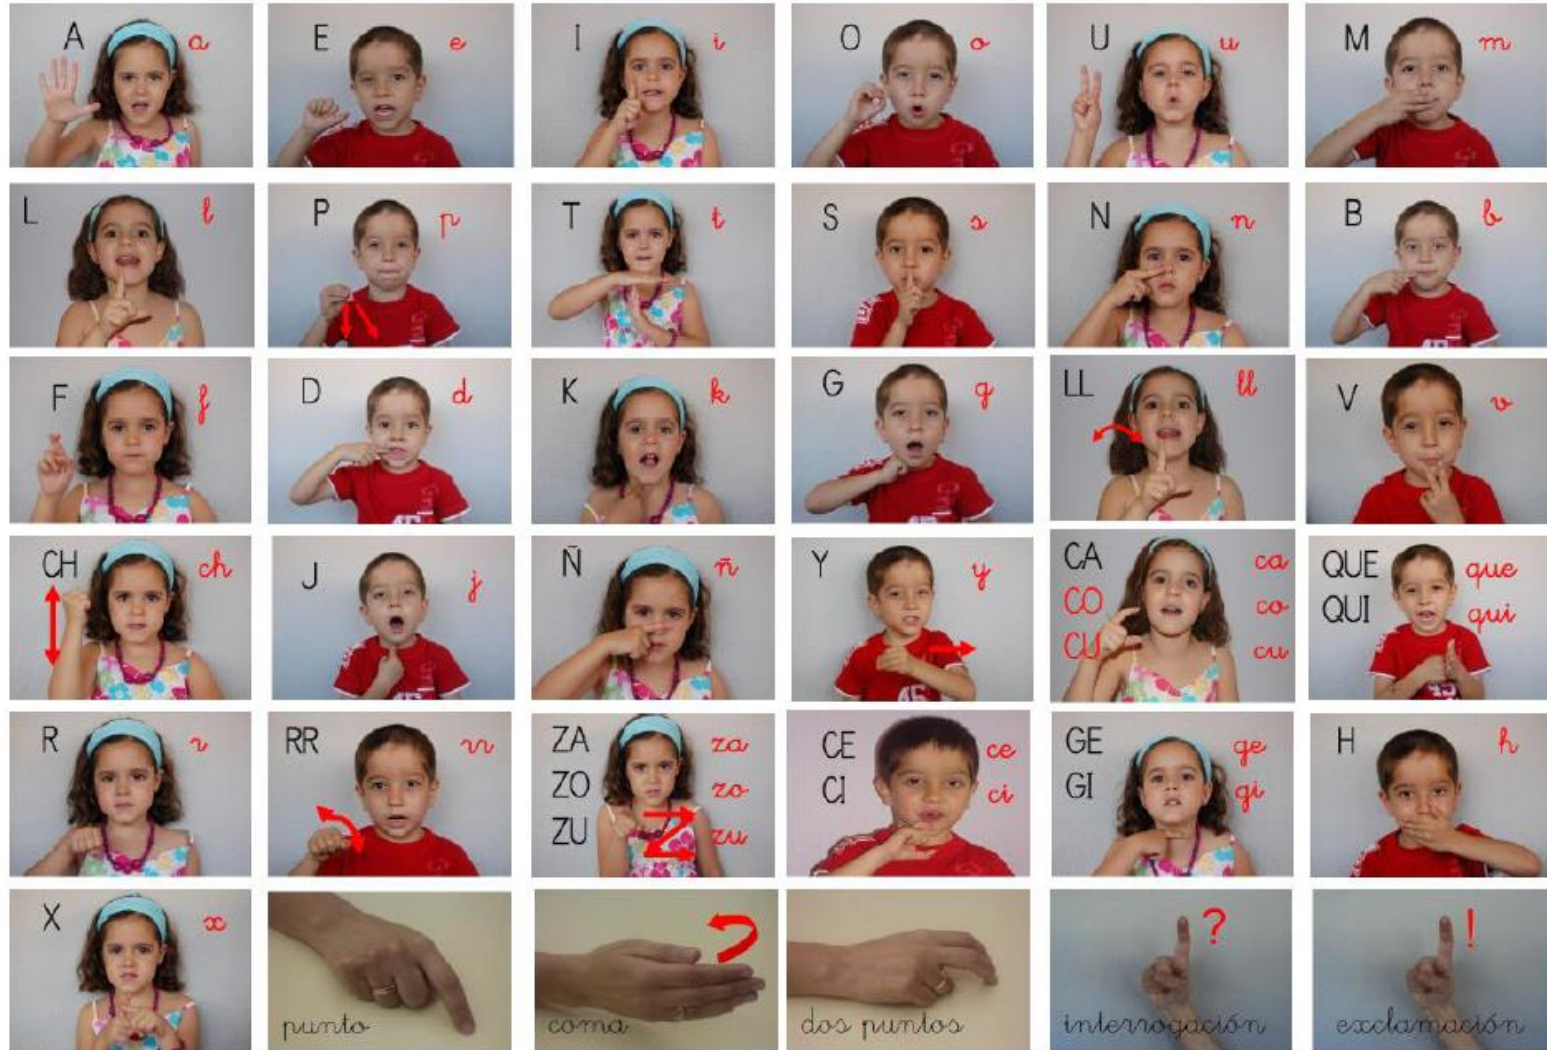 A a
E e
I i
O o
U u
M m
L l
P p
T t
S s
N n
B b
F f
D d
K k
G g
LL ll
V v
CH ch
J j
Ñ ñ
Y y
CA ca
CO co
CU cu
QUE que
QUI qui
R r
RR rr
ZA za
ZO zo
ZU zu
CE ce
CI ci
GE ge
GI gi
H h
X x
punto
coma
dos puntos
?
interrogación
!
exclamación